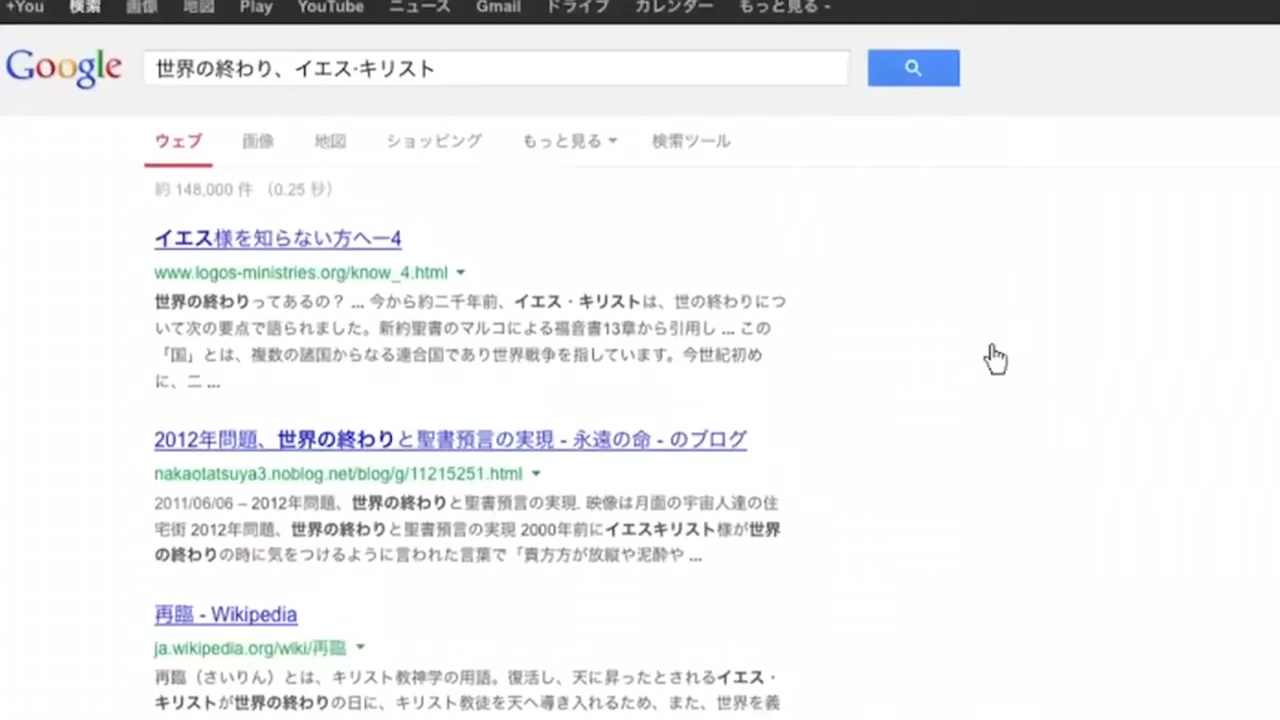 +You 検索 画像 地図 Play YouTube ニュース Gmail ドライブ カレンダー もっと見る
Google 世界の終わり、イエス·キリスト
ウェブ 画像 地図 ショッピング もっと見る 検索ツール
約 148,000 件 （0.25 秒）
イエス様を知らない方へー4
www.logos-ministries.org/know_4.html
世界の終わりってあるの？ ... 今から約二千年前、イエス・キリストは、世の終わりにつ
いて次の要点で語られました。新約聖書のマルコによる福音書13章から引用し ... この
「国」とは、複数の諸国からなる連合国であり世界戦争を指しています。今世紀初め
に、二 ...
2012年問題、世界の終わりと聖書預言の実現 - 永遠の命 - のブログ
nakaotatsuya3.noblog.net/blog/g/11215251.html
2011/06/06 – 2012年問題、世界の終わりと聖書預言の実現. 映像は月面の宇宙人達の住
宅街 2012年問題、世界の終わりと聖書預言の実現 2000年前にイエスキリスト様が世界
の終わりの時に気をつけるように言われた言葉で「貴方方が放縦や泥酔や ...
再臨 - Wikipedia
ja.wikipedia.org/wiki/再臨
再臨（さいりん）とは、キリスト教神学の用語。復活し、天に昇ったとされるイエス・
キリストが世界の終わりの日に、キリスト教徒を天へ導き入れるため、また、世界を義